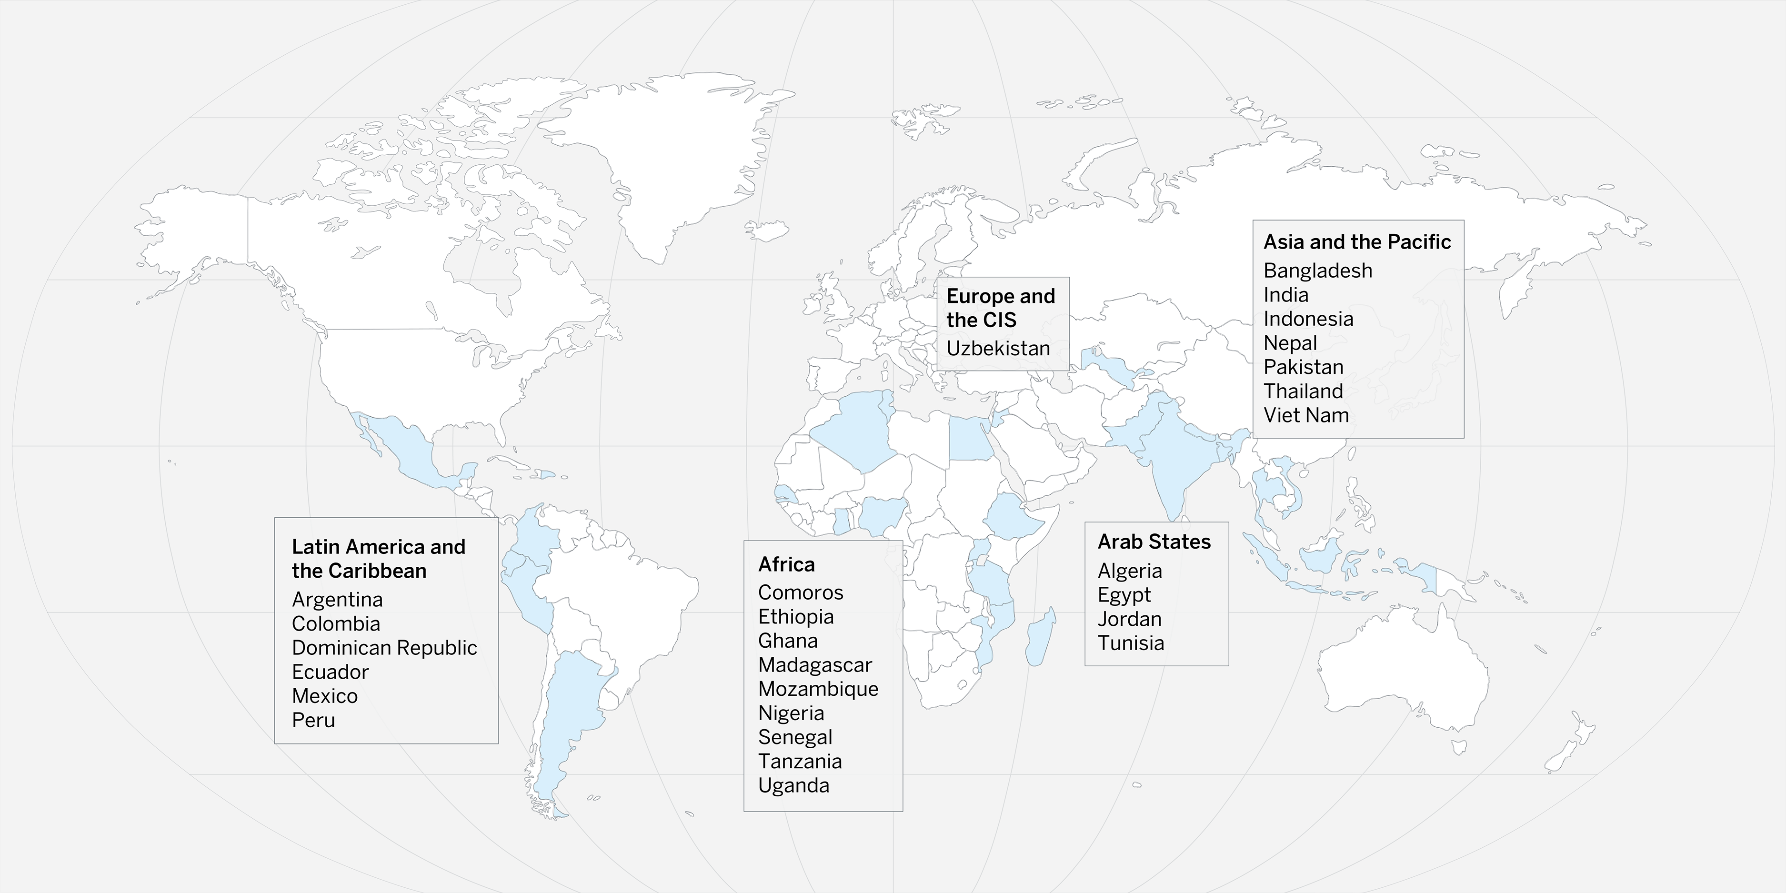 Asia and the Pacific
Bangladesh
India
Indonesia
Nepal
Pakistan
Thailand
Viet Nam
Europe and
the CIS
Uzbekistan
Latin America and
the Caribbean
Argentina
Colombia
Dominican Republic
Ecuador
Mexico
Peru
Africa
Comoros
Ethiopia
Ghana
Madagascar
Mozambique
Nigeria
Senegal
Tanzania
Uganda
Arab States
Algeria
Egypt
Jordan
Tunisia